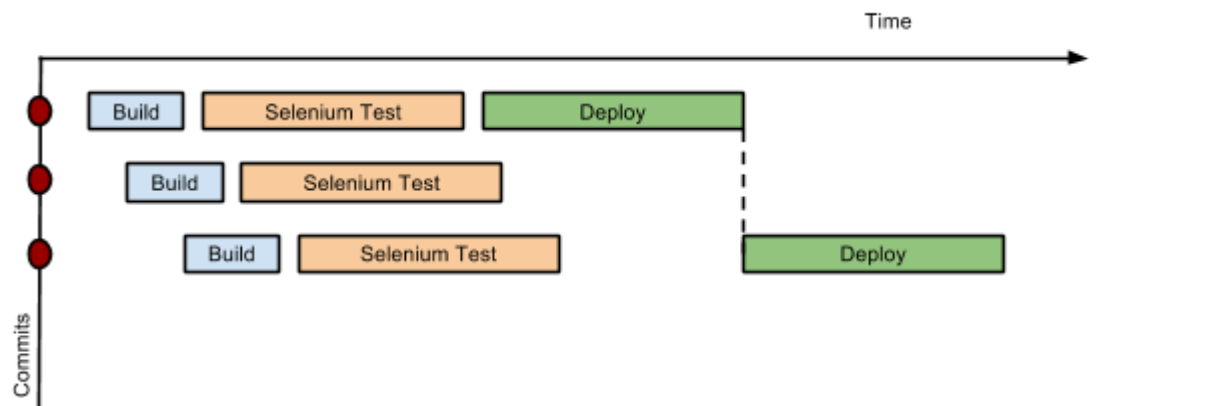 Time
Build Selenium Test Deploy
Build Selenium Test
Build Selenium Test Deploy
Commits